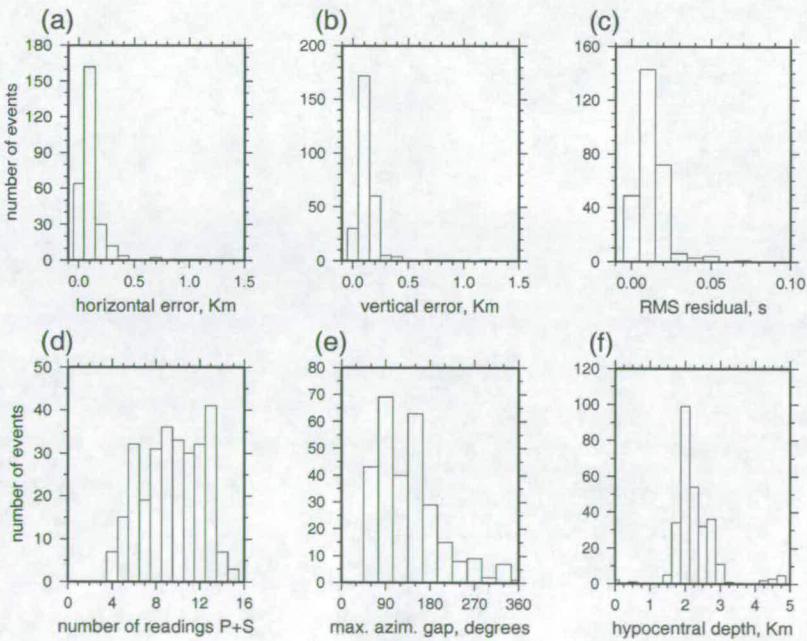 (a)
(b)
(c)
number of events
180
150
120
90
60
30
0
0.0 0.5 1.0 1.5
horizontal error, Km
200
150
100
50
0
0.0 0.5 1.0 1.5
vertical error, Km
160
120
80
40
0
0.00 0.05 0.10
RMS residual, s
(d)
(e)
(f)
number of events
50
40
30
20
10
0
0 4 8 12 16
number of readings P+S
80
70
60
50
40
30
20
10
0
0 90 180 270 360
max. azim. gap, degrees
120
100
80
60
40
20
0
0 1 2 3 4 5
hypocentral depth, Km